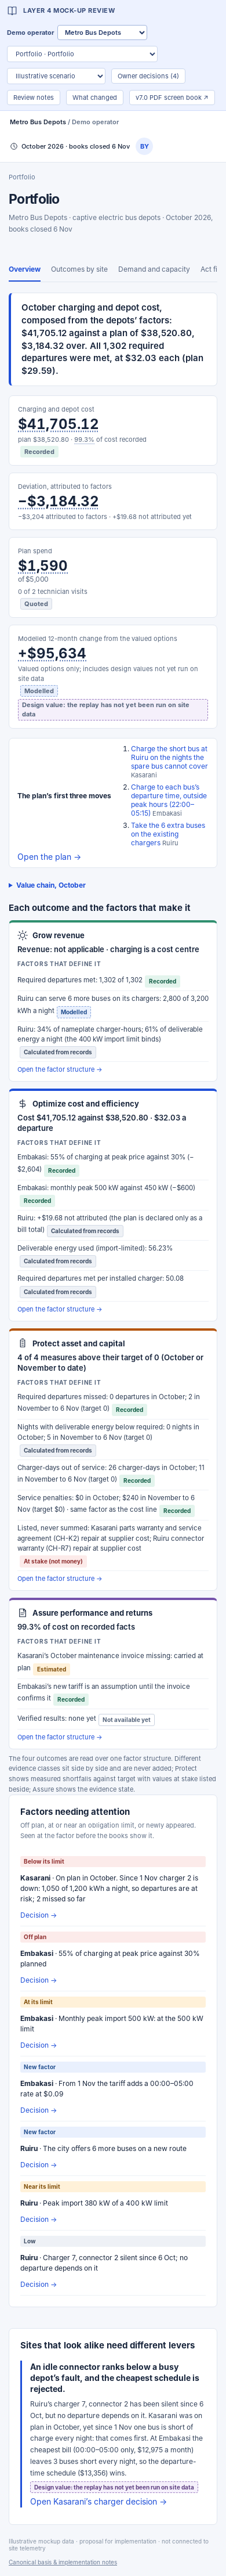 LAYER 4 MOCK-UP REVIEW
Demo operator Metro Bus Depots
Portfolio · Portfolio
Illustrative scenario Owner decisions (4)
Review notes What changed v7.0 PDF screen book ↗
Metro Bus Depots / Demo operator
October 2026 · books closed 6 Nov BY
Portfolio
Portfolio
Metro Bus Depots · captive electric bus depots · October 2026,
books closed 6 Nov
Overview Outcomes by site Demand and capacity Act fi
October charging and depot cost,
composed from the depots’ factors:
$41,705.12 against a plan of $38,520.80,
$3,184.32 over. All 1,302 required
departures were met, at $32.03 each (plan
$29.59).
Charging and depot cost
$41,705.12
plan $38,520.80 · 99.3% of cost recorded
Recorded
Deviation, attributed to factors
−$3,184.32
−$3,204 attributed to factors · +$19.68 not attributed yet
Plan spend
$1,590
of $5,000
0 of 2 technician visits
Quoted
Modelled 12-month change from the valued options
+$95,634
Valued options only; includes design values not yet run on
site data
Modelled
Design value: the replay has not yet been run on site
data
The plan’s first three moves
1. Charge the short bus at
Ruiru on the nights the
spare bus cannot cover
Kasarani
2. Charge to each bus’s
departure time, outside
peak hours (22:00–
05:15) Embakasi
3. Take the 6 extra buses
on the existing
chargers Ruiru
Open the plan →
▶ Value chain, October
Each outcome and the factors that make it
Grow revenue
Revenue: not applicable · charging is a cost centre
FACTORS THAT DEFINE IT
Required departures met: 1,302 of 1,302 Recorded
Ruiru can serve 6 more buses on its chargers: 2,800 of 3,200
kWh a night Modelled
Ruiru: 34% of nameplate charger-hours; 61% of deliverable
energy a night (the 400 kW import limit binds)
Calculated from records
Open the factor structure →
Optimize cost and efficiency
Cost $41,705.12 against $38,520.80 · $32.03 a
departure
FACTORS THAT DEFINE IT
Embakasi: 55% of charging at peak price against 30% (−
$2,604) Recorded
Embakasi: monthly peak 500 kW against 450 kW (−$600)
Recorded
Ruiru: +$19.68 not attributed (the plan is declared only as a
bill total) Calculated from records
Deliverable energy used (import-limited): 56.23%
Calculated from records
Required departures met per installed charger: 50.08
Calculated from records
Open the factor structure →
Protect asset and capital
4 of 4 measures above their target of 0 (October or
November to date)
FACTORS THAT DEFINE IT
Required departures missed: 0 departures in October; 2 in
November to 6 Nov (target 0) Recorded
Nights with deliverable energy below required: 0 nights in
October; 5 in November to 6 Nov (target 0)
Calculated from records
Charger-days out of service: 26 charger-days in October; 11
in November to 6 Nov (target 0) Recorded
Service penalties: $0 in October; $240 in November to 6
Nov (target $0) · same factor as the cost line Recorded
Listed, never summed: Kasarani parts warranty and service
agreement (CH-K2) repair at supplier cost; Ruiru connector
warranty (CH-R7) repair at supplier cost
At stake (not money)
Open the factor structure →
Assure performance and returns
99.3% of cost on recorded facts
FACTORS THAT DEFINE IT
Kasarani’s October maintenance invoice missing: carried at
plan Estimated
Embakasi’s new tariff is an assumption until the invoice
confirms it Recorded
Verified results: none yet Not available yet
Open the factor structure →
The four outcomes are read over one factor structure. Different
evidence classes sit side by side and are never added; Protect
shows measured shortfalls against target with values at stake listed
beside; Assure shows the evidence state.
Factors needing attention
Off plan, at or near an obligation limit, or newly appeared.
Seen at the factor before the books show it.
Below its limit
Kasarani · On plan in October. Since 1 Nov charger 2 is
down: 1,050 of 1,200 kWh a night, so departures are at
risk; 2 missed so far
Decision →
Off plan
Embakasi · 55% of charging at peak price against 30%
planned
Decision →
At its limit
Embakasi · Monthly peak import 500 kW: at the 500 kW
limit
Decision →
New factor
Embakasi · From 1 Nov the tariff adds a 00:00–05:00
rate at $0.09
Decision →
New factor
Ruiru · The city offers 6 more buses on a new route
Decision →
Near its limit
Ruiru · Peak import 380 kW of a 400 kW limit
Decision →
Low
Ruiru · Charger 7, connector 2 silent since 6 Oct; no
departure depends on it
Decision →
Sites that look alike need different levers
An idle connector ranks below a busy
depot’s fault, and the cheapest schedule is
rejected.
Ruiru’s charger 7, connector 2 has been silent since 6
Oct, but no departure depends on it. Kasarani was on
plan in October, yet since 1 Nov one bus is short of
charge every night: that comes first. At Embakasi the
cheapest bill (00:00–05:00 only, $12,975 a month)
leaves 3 buses short every night, so the departure-
time schedule ($13,356) wins.
Design value: the replay has not yet been run on site data
Open Kasarani’s charger decision →
Illustrative mockup data · proposal for implementation · not connected to
site telemetry
Canonical basis & implementation notes